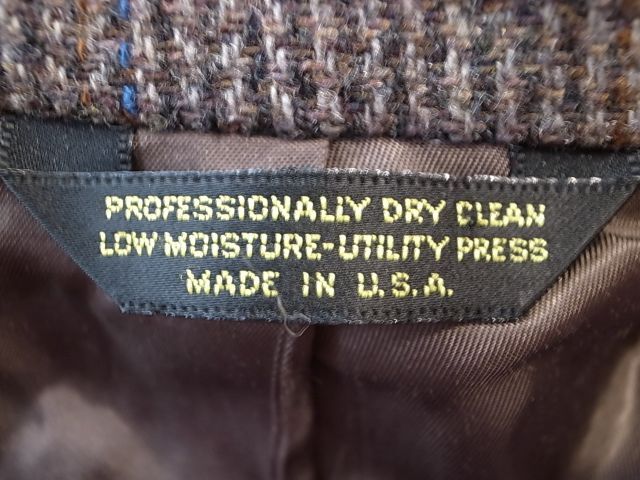 PROFESSIONALLY DRY CLEAN
LOW MOISTURE-UTILITY PRESS
MADE IN U.S.A.